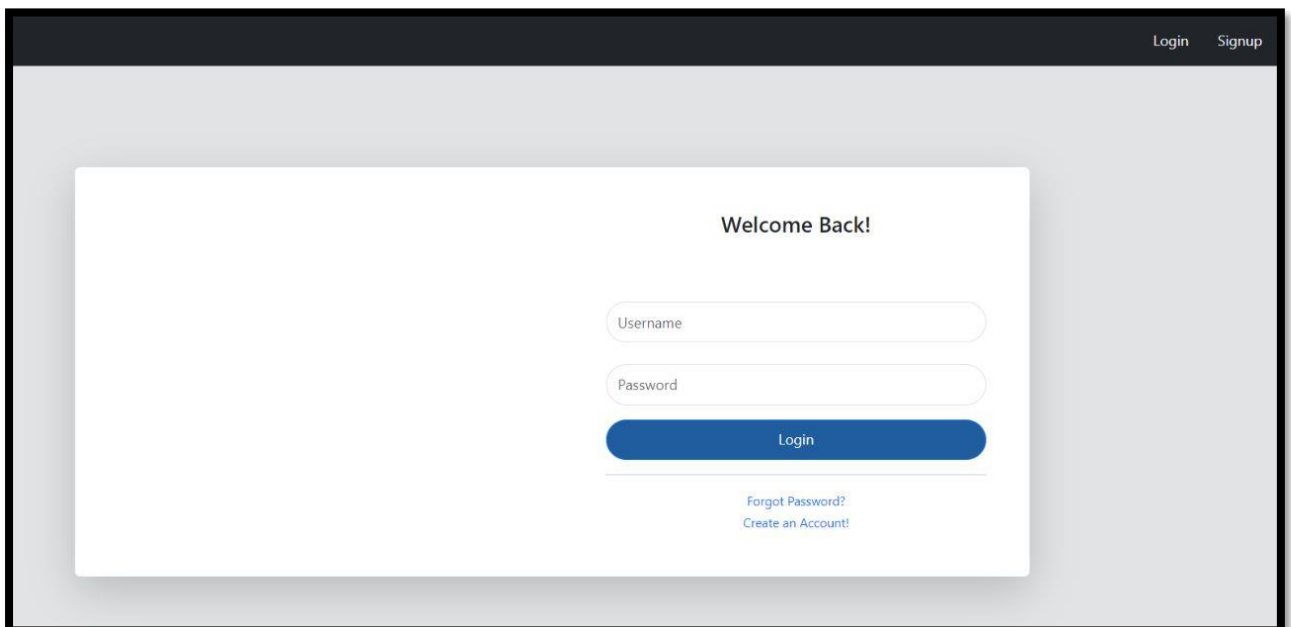 Login Signup
Welcome Back!
Username
Password
Login
Forgot Password?
Create an Account!